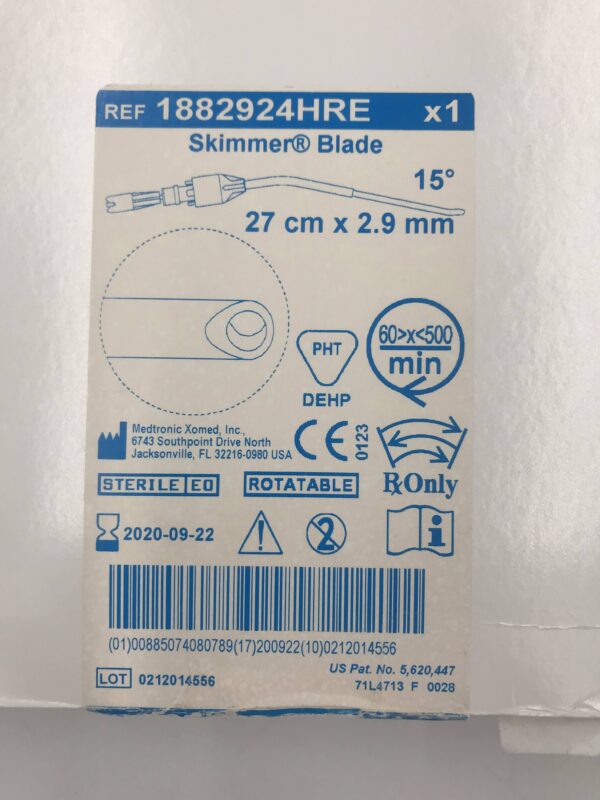 REF 1882924HRE x1
Skimmer® Blade
15°
27 cm x 2.9 mm
60>x<500
min
PHT
DEHP
Medtronic Xomed, Inc.,
6743 Southpoint Drive North
Jacksonville, FL 32216-0980 USA
CE 0123
STERILE EO
ROTATABLE
RxOnly
2020-09-22
2
i
(01)00885074080789(17)200922(10)0212014556
US Pat. No. 5,620,447
LOT 0212014556
71L4713 F 0028